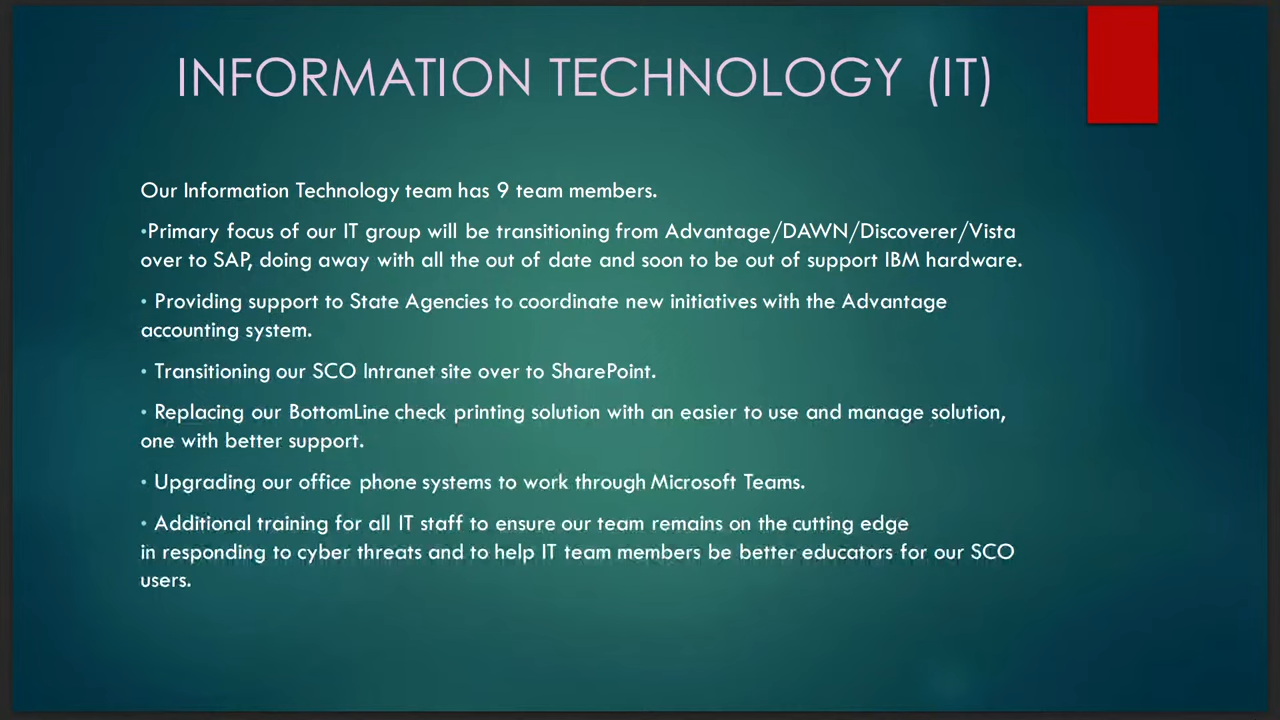 INFORMATION TECHNOLOGY (IT)
Our Information Technology team has 9 team members.
•Primary focus of our IT group will be transitioning from Advantage/DAWN/Discoverer/Vista
over to SAP, doing away with all the out of date and soon to be out of support IBM hardware.
• Providing support to State Agencies to coordinate new initiatives with the Advantage
accounting system.
• Transitioning our SCO Intranet site over to SharePoint.
• Replacing our BottomLine check printing solution with an easier to use and manage solution,
one with better support.
• Upgrading our office phone systems to work through Microsoft Teams.
• Additional training for all IT staff to ensure our team remains on the cutting edge
in responding to cyber threats and to help IT team members be better educators for our SCO
users.